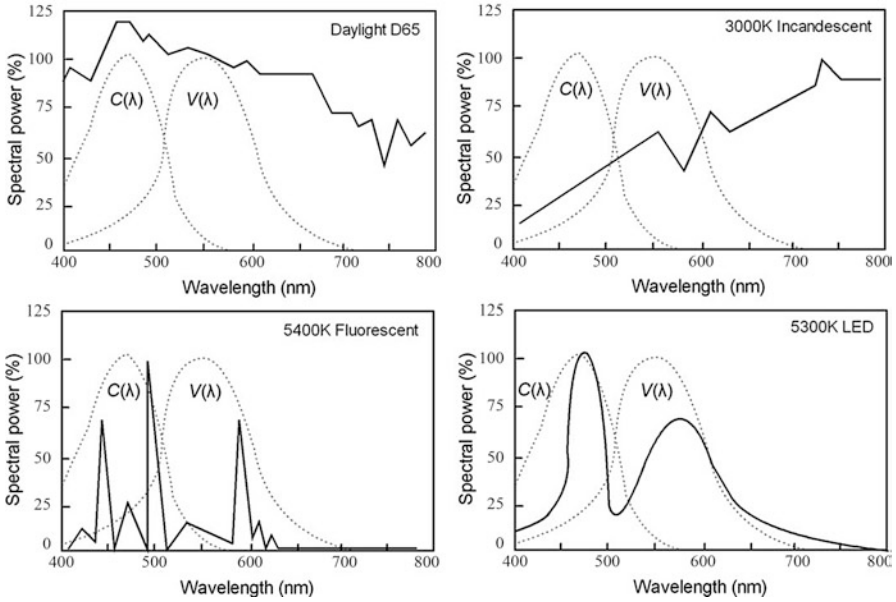 Daylight D65
125
100
75
50
25
0
C(λ)
V(λ)
Spectral power (%)
400 500 600 700 800
Wavelength (nm)
3000K Incandescent
125
100
75
50
25
0
C(λ)
V(λ)
Spectral power (%)
400 500 600 700 800
Wavelength (nm)
5400K Fluorescent
125
100
75
50
25
0
C(λ)
V(λ)
Spectral power (%)
400 500 600 700 800
Wavelength (nm)
5300K LED
125
100
75
50
25
0
C(λ)
V(λ)
Spectral power (%)
400 500 600 700 800
Wavelength (nm)